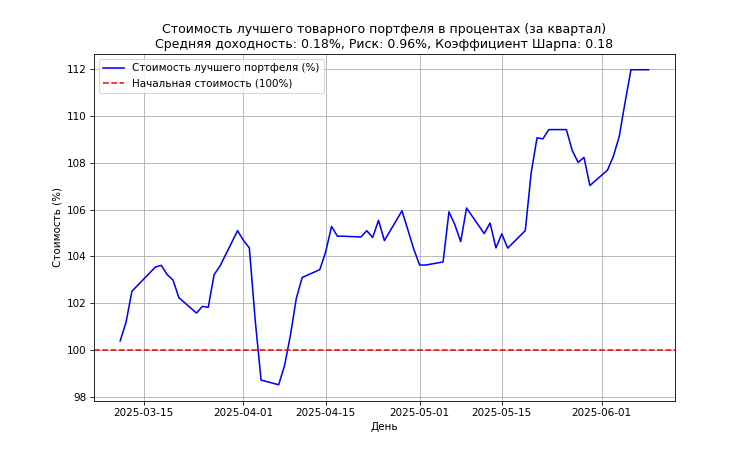 Стоимость лучшего товарного портфеля в процентах (за квартал)
Средняя доходность: 0.18%, Риск: 0.96%, Коэффициент Шарпа: 0.18
Стоимость лучшего портфеля (%)
Начальная стоимость (100%)
Стоимость (%)
112
110
108
106
104
102
100
98
2025-03-15
2025-04-01
2025-04-15
2025-05-01
2025-05-15
2025-06-01
День